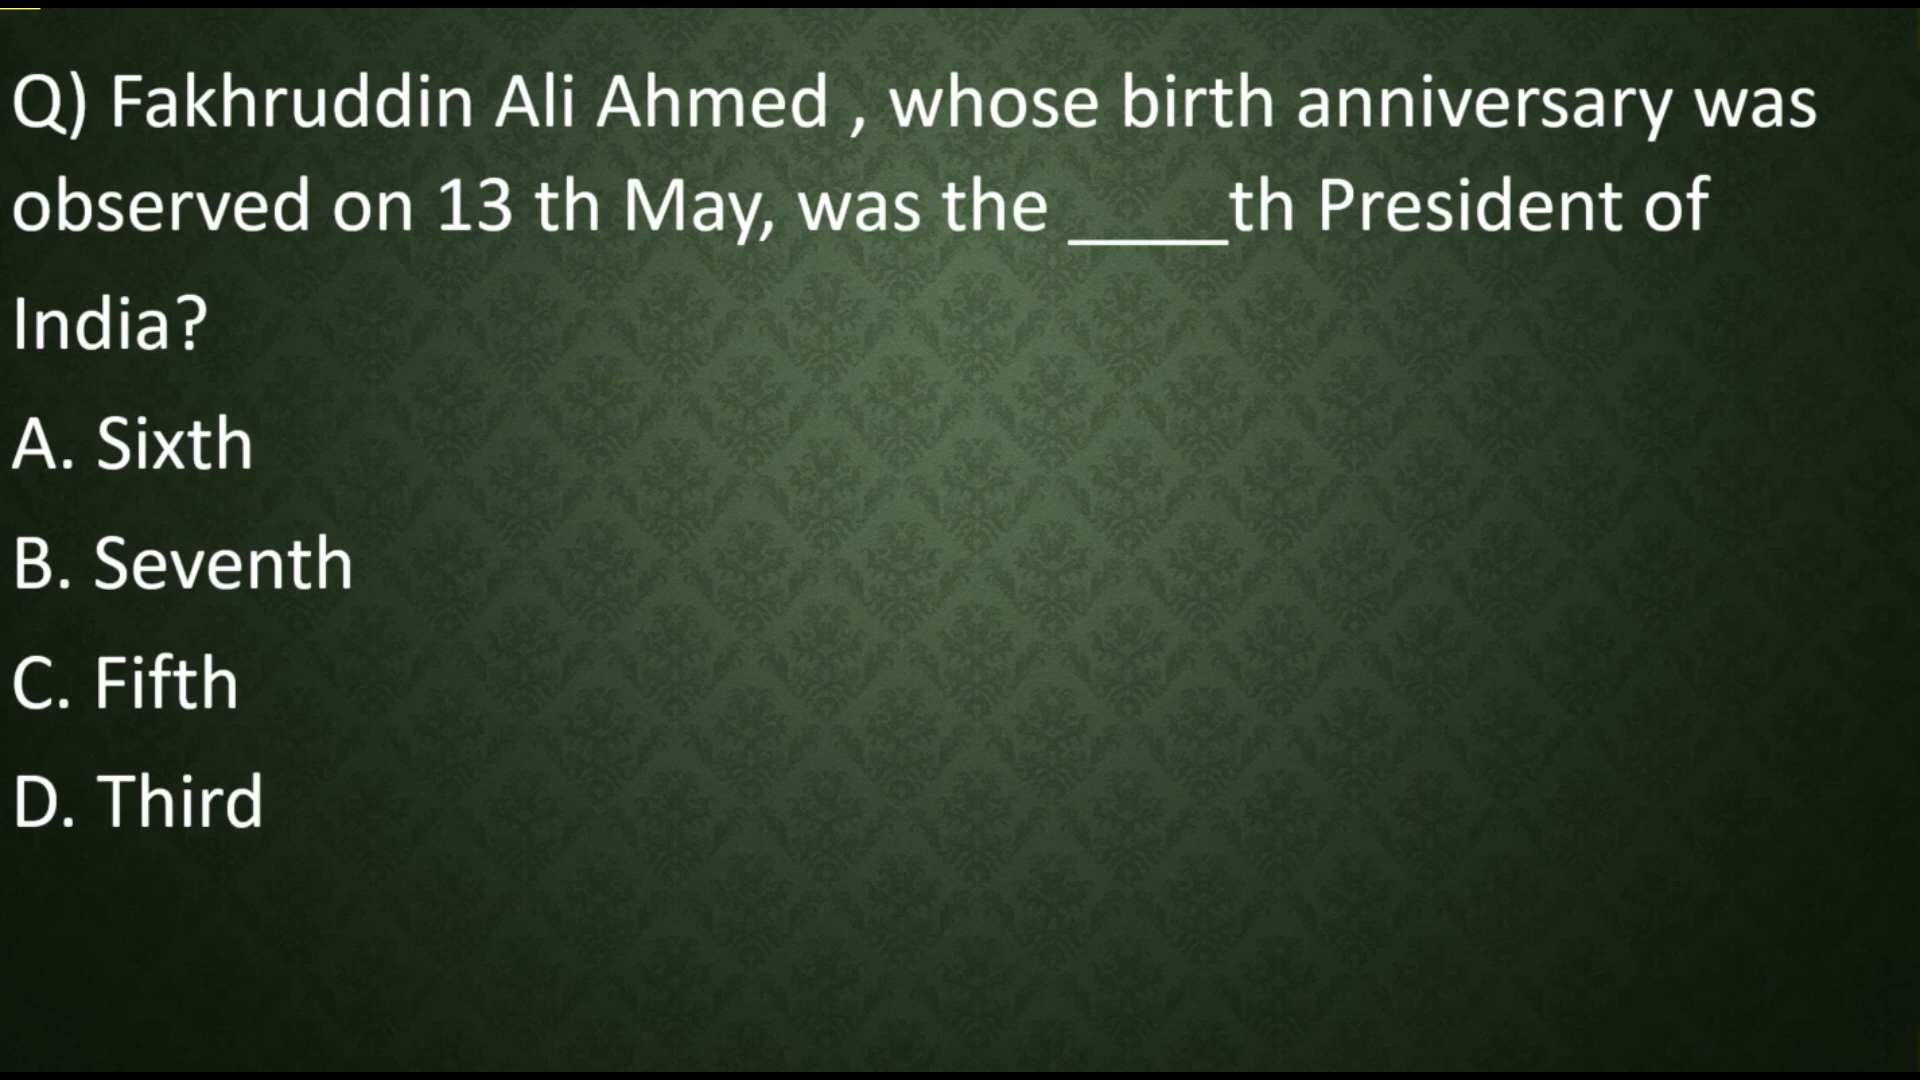 Q) Fakhruddin Ali Ahmed , whose birth anniversary was
observed on 13 th May, was the _____th President of
India?
A. Sixth
B. Seventh
C. Fifth
D. Third